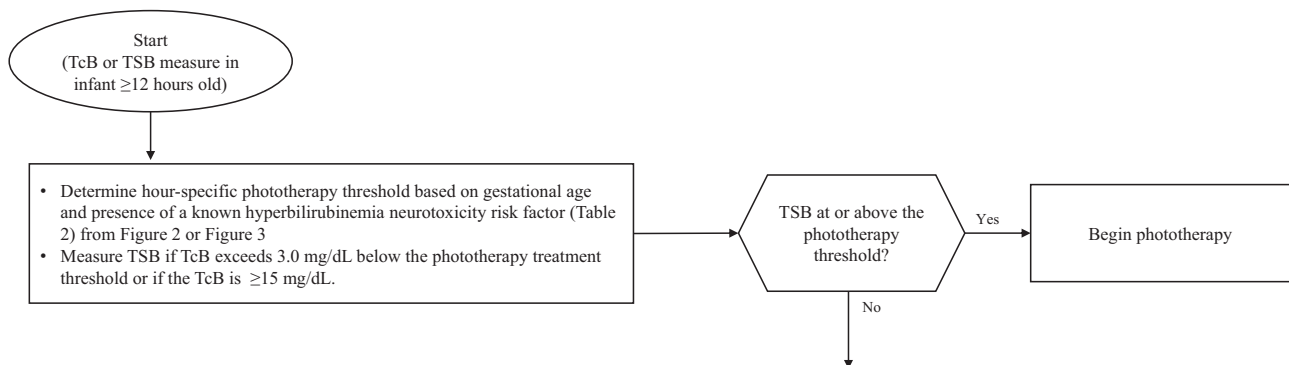 Start
(TcB or TSB measure in
infant ≥12 hours old)
• Determine hour-specific phototherapy threshold based on gestational age
and presence of a known hyperbilirubinemia neurotoxicity risk factor (Table
2) from Figure 2 or Figure 3
• Measure TSB if TcB exceeds 3.0 mg/dL below the phototherapy treatment
threshold or if the TcB is ≥15 mg/dL.
TSB at or above the
phototherapy
threshold?
Yes
Begin phototherapy
No